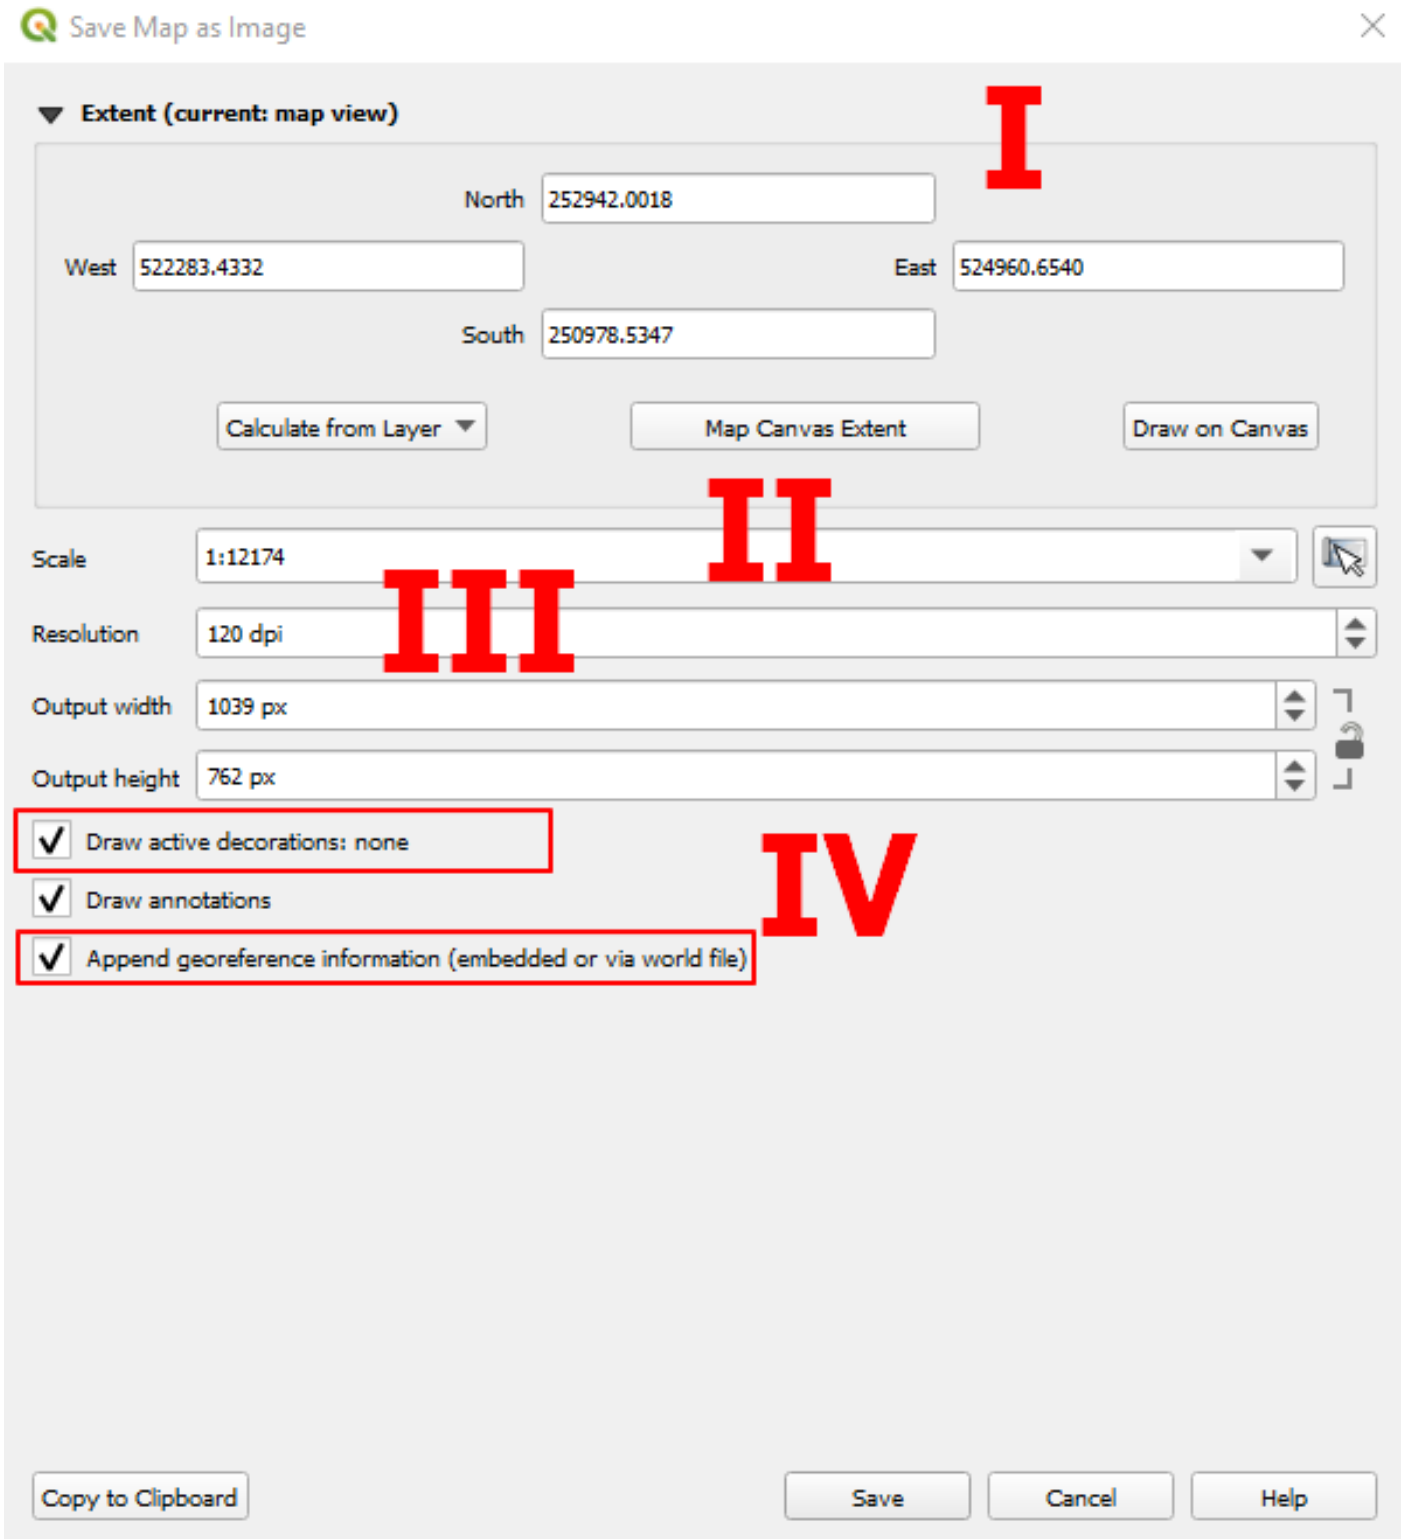 Save Map as Image
Extent (current: map view)
I
North 252942.0018
West 522283.4332 East 524960.6540
South 250978.5347
Calculate from Layer Map Canvas Extent Draw on Canvas
II
Scale 1:12174
III
Resolution 120 dpi
Output width 1039 px
Output height 762 px
Draw active decorations: none
IV
Draw annotations
Append georeference information (embedded or via world file)
Copy to Clipboard Save Cancel Help